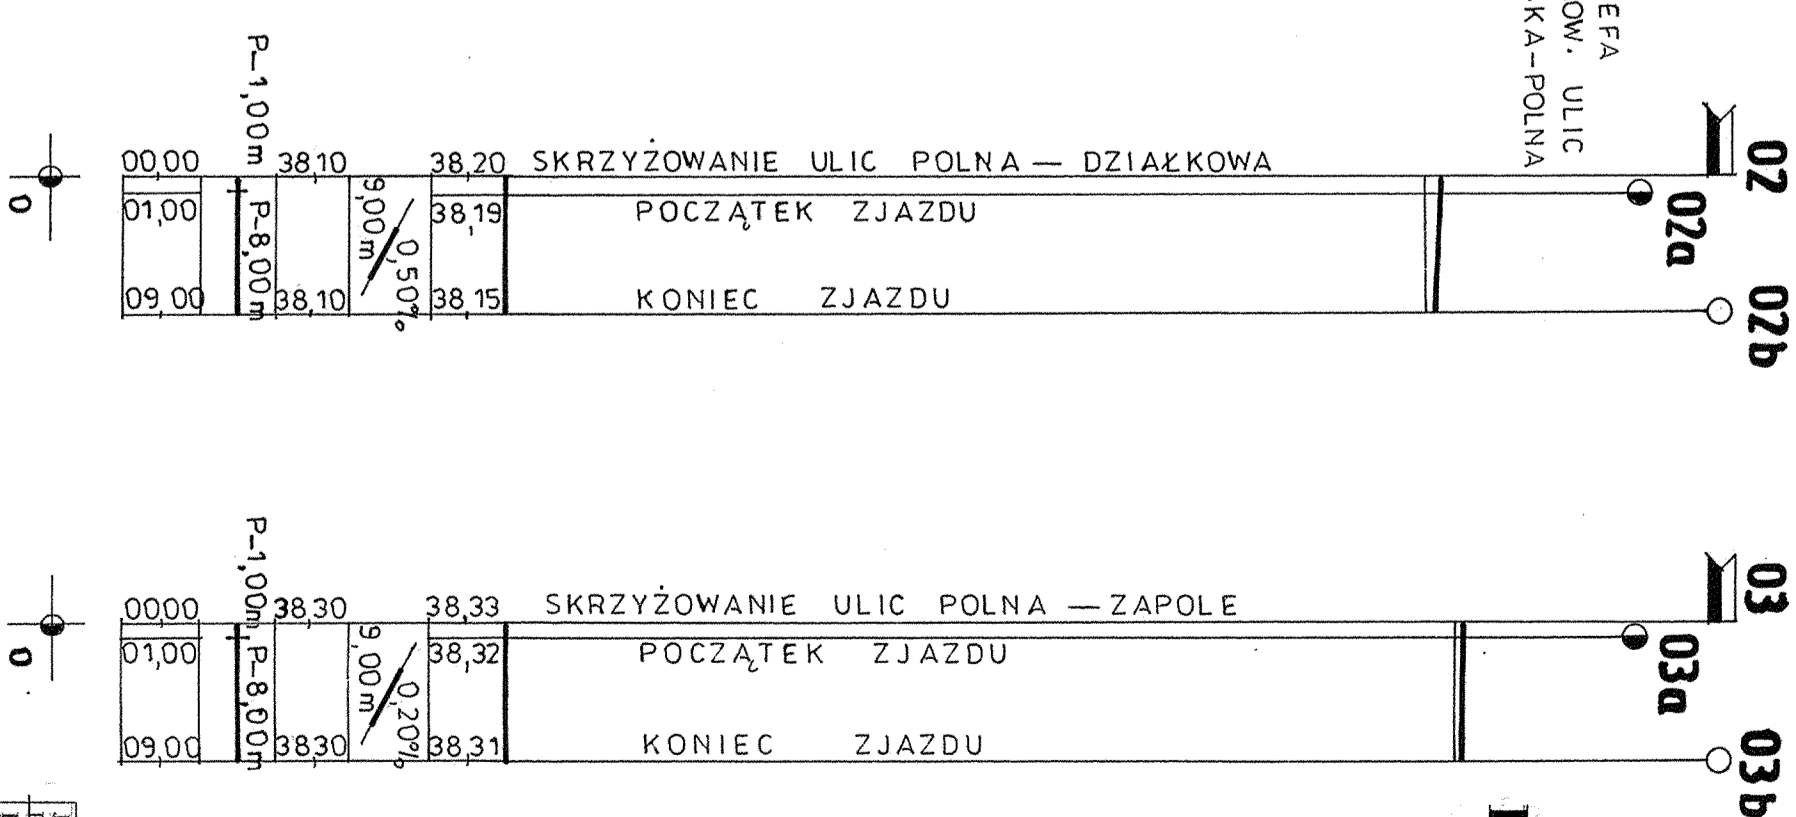 EFA
OW. ULIC
KA-POLNA
02
P-1,00m
00,00 38,10 38,20 SKRZYŻOWANIE ULIC POLNA — DZIAŁKOWA
0
01,00 38,19 POCZĄTEK ZJAZDU
02a
P-8,00m
9,00m
0,50%
09,00 38,10 38,15 KONIEC ZJAZDU
02b
03
P-1,00m
00,00 38,30 38,33 SKRZYŻOWANIE ULIC POLNA — ZAPOLE
0
01,00 38,32 POCZĄTEK ZJAZDU
03a
P-8,00m
9,00m
0,20%
09,00 38,30 38,31 KONIEC ZJAZDU
03b